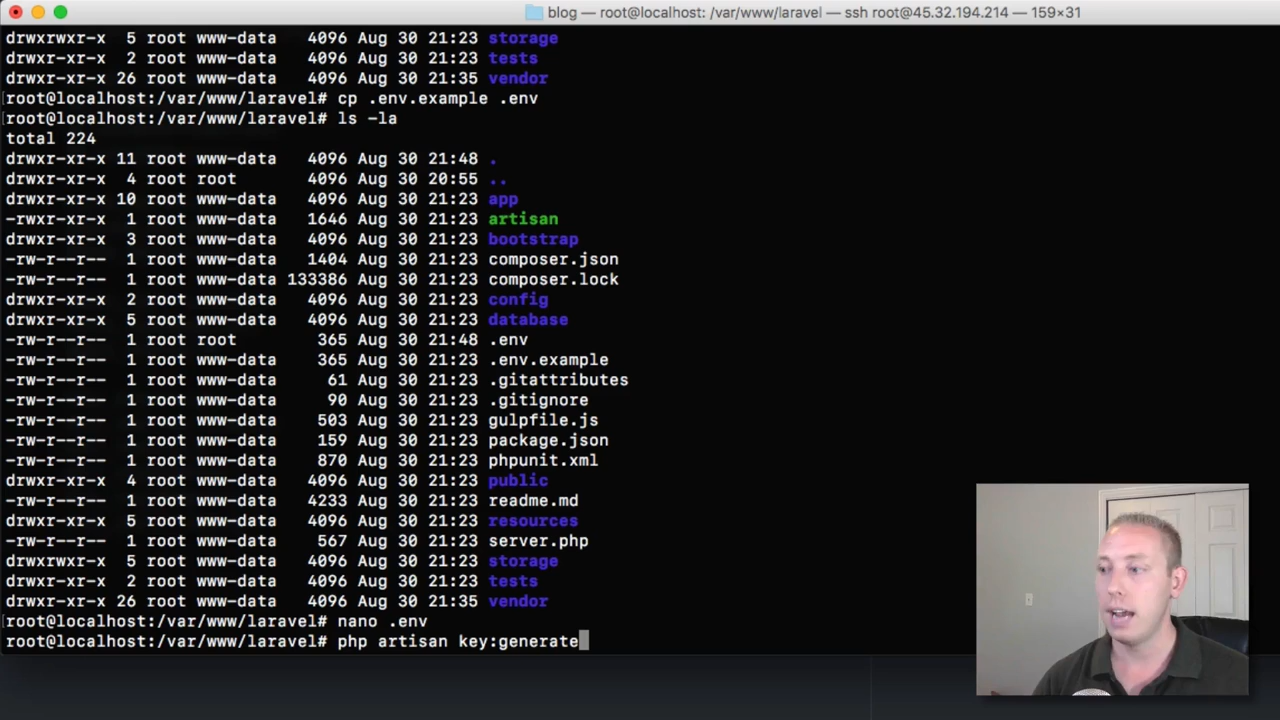 blog — root@localhost: /var/www/laravel — ssh root@45.32.194.214 — 159×31
drwxrwxr-x 5 root www-data 4096 Aug 30 21:23 storage
drwxr-xr-x 2 root www-data 4096 Aug 30 21:23 tests
drwxr-xr-x 26 root www-data 4096 Aug 30 21:35 vendor
root@localhost:/var/www/laravel# cp .env.example .env
root@localhost:/var/www/laravel# ls -la
total 224
drwxr-xr-x 11 root www-data 4096 Aug 30 21:48 .
drwxr-xr-x 4 root root 4096 Aug 30 20:55 ..
drwxr-xr-x 10 root www-data 4096 Aug 30 21:23 app
-rwxr-xr-x 1 root www-data 1646 Aug 30 21:23 artisan
drwxr-xr-x 3 root www-data 4096 Aug 30 21:23 bootstrap
-rw-r--r-- 1 root www-data 1404 Aug 30 21:23 composer.json
-rw-r--r-- 1 root www-data 133386 Aug 30 21:23 composer.lock
drwxr-xr-x 2 root www-data 4096 Aug 30 21:23 config
drwxr-xr-x 5 root www-data 4096 Aug 30 21:23 database
-rw-r--r-- 1 root root 365 Aug 30 21:48 .env
-rw-r--r-- 1 root www-data 365 Aug 30 21:23 .env.example
-rw-r--r-- 1 root www-data 61 Aug 30 21:23 .gitattributes
-rw-r--r-- 1 root www-data 90 Aug 30 21:23 .gitignore
-rw-r--r-- 1 root www-data 503 Aug 30 21:23 gulpfile.js
-rw-r--r-- 1 root www-data 159 Aug 30 21:23 package.json
-rw-r--r-- 1 root www-data 870 Aug 30 21:23 phpunit.xml
drwxr-xr-x 4 root www-data 4096 Aug 30 21:23 public
-rw-r--r-- 1 root www-data 4233 Aug 30 21:23 readme.md
drwxr-xr-x 5 root www-data 4096 Aug 30 21:23 resources
-rw-r--r-- 1 root www-data 567 Aug 30 21:23 server.php
drwxrwxr-x 5 root www-data 4096 Aug 30 21:23 storage
drwxr-xr-x 2 root www-data 4096 Aug 30 21:23 tests
drwxr-xr-x 26 root www-data 4096 Aug 30 21:35 vendor
root@localhost:/var/www/laravel# nano .env
root@localhost:/var/www/laravel# php artisan key:generate